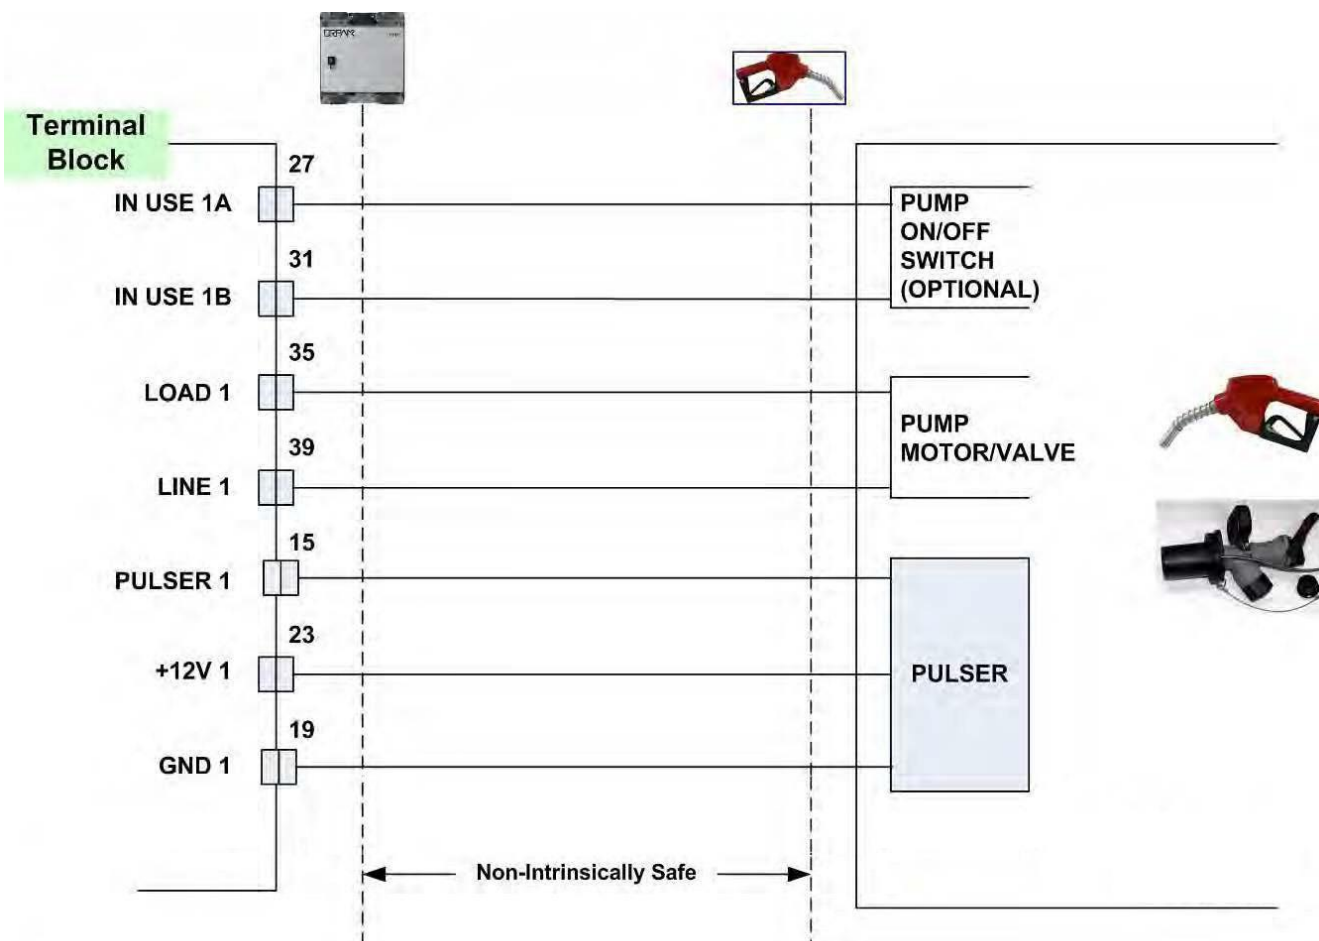 ORPAK
Terminal
Block
27
IN USE 1A
31
IN USE 1B
35
LOAD 1
39
LINE 1
15
PULSER 1
23
+12V 1
19
GND 1
PUMP
ON/OFF
SWITCH
(OPTIONAL)
PUMP
MOTOR/VALVE
PULSER
Non-Intrinsically Safe